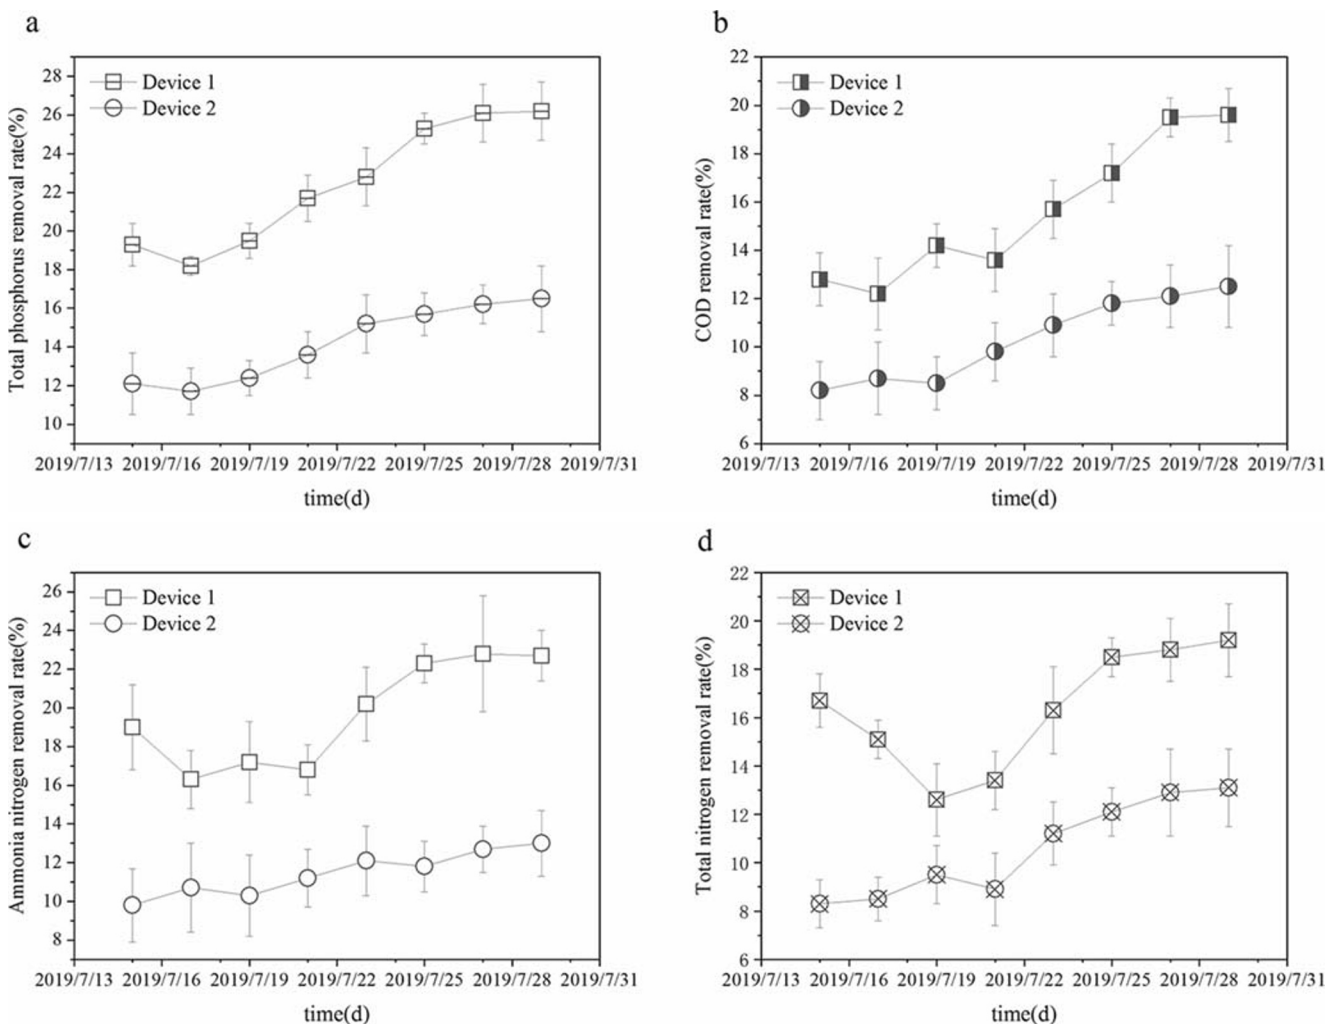 a
Total phosphorus removal rate(%)
28
26
24
22
20
18
16
14
12
10
Device 1
Device 2
2019/7/13 2019/7/16 2019/7/19 2019/7/22 2019/7/25 2019/7/28 2019/7/31
time(d)
b
COD removal rate(%)
22
20
18
16
14
12
10
8
6
Device 1
Device 2
2019/7/13 2019/7/16 2019/7/19 2019/7/22 2019/7/25 2019/7/28 2019/7/31
time(d)
c
Ammonia nitrogen removal rate(%)
26
24
22
20
18
16
14
12
10
8
Device 1
Device 2
2019/7/13 2019/7/16 2019/7/19 2019/7/22 2019/7/25 2019/7/28 2019/7/31
time(d)
d
Total nitrogen removal rate(%)
22
20
18
16
14
12
10
8
6
Device 1
Device 2
2019/7/13 2019/7/16 2019/7/19 2019/7/22 2019/7/25 2019/7/28 2019/7/31
time(d)